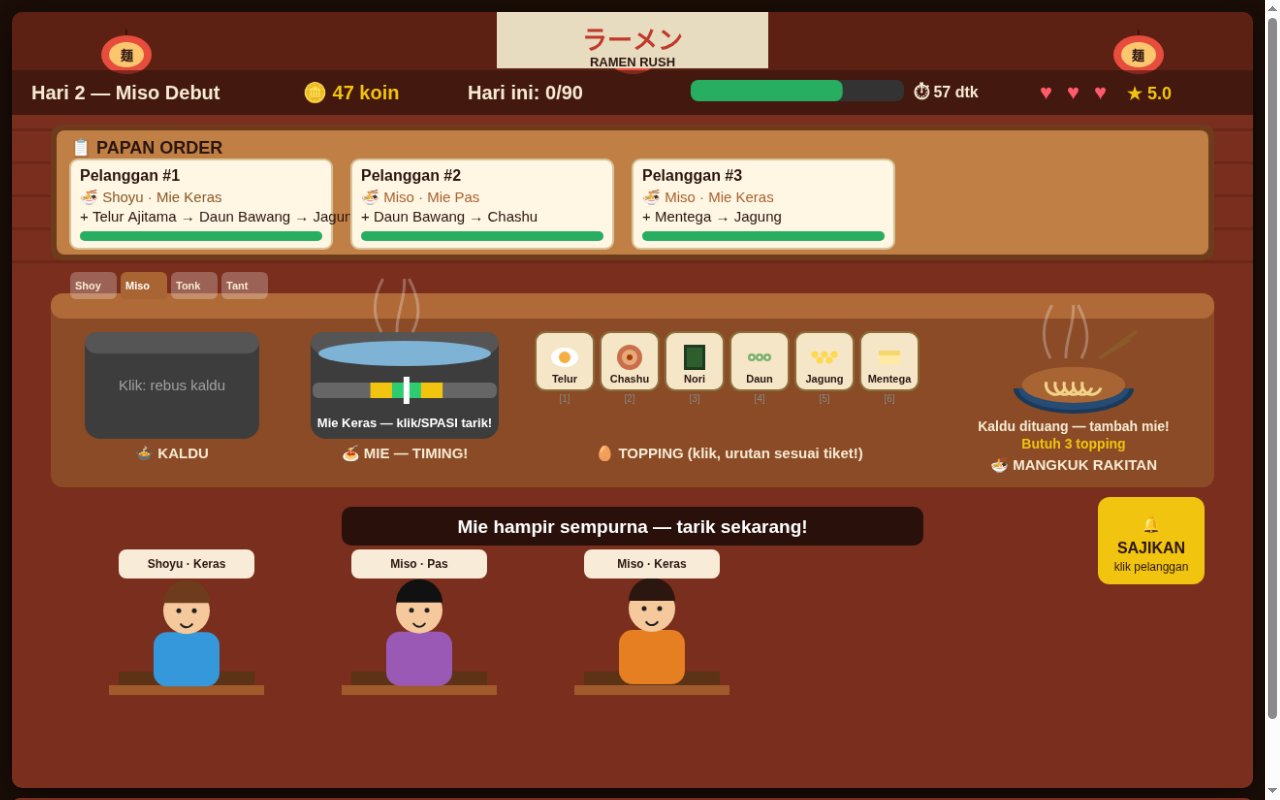 ラーメン
RAMEN RUSH
麺
麺
Hari 2 — Miso Debut
47 koin
Hari ini: 0/90
57 dtk
★ 5.0
PAPAN ORDER
Pelanggan #1
Shoyu · Mie Keras
+ Telur Ajitama → Daun Bawang → Jagun
Pelanggan #2
Miso · Mie Pas
+ Daun Bawang → Chashu
Pelanggan #3
Miso · Mie Keras
+ Mentega → Jagung
Shoy
Miso
Tonk
Tant
Klik: rebus kaldu
KALDU
Mie Keras — klik/SPASI tarik!
MIE — TIMING!
Telur
Chashu
Nori
Daun
Jagung
Mentega
[1]
[2]
[3]
[4]
[5]
[6]
TOPPING (klik, urutan sesuai tiket!)
Kaldu dituang — tambah mie!
Butuh 3 topping
MANGKUK RAKITAN
Mie hampir sempurna — tarik sekarang!
SAJIKAN
klik pelanggan
Shoyu · Keras
Miso · Pas
Miso · Keras